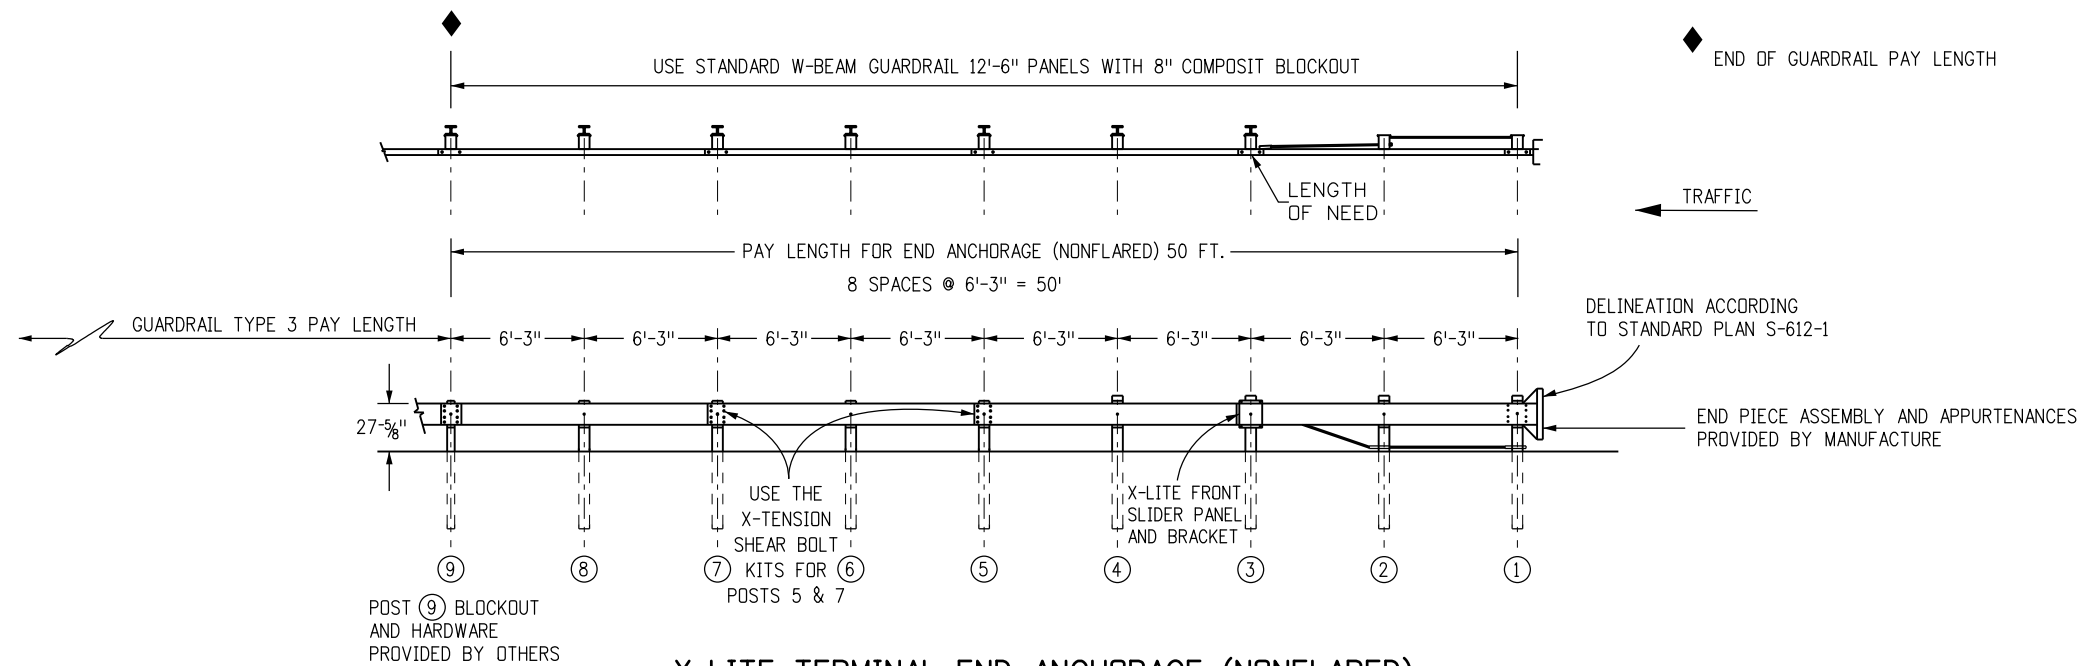 USE STANDARD W-BEAM GUARDRAIL 12'-6" PANELS WITH 8" COMPOSIT BLOCKOUT
END OF GUARDRAIL PAY LENGTH
LENGTH
OF NEED
TRAFFIC
PAY LENGTH FOR END ANCHORAGE (NONFLARED) 50 FT.
8 SPACES @ 6'-3" = 50'
GUARDRAIL TYPE 3 PAY LENGTH
6'-3" 6'-3" 6'-3" 6'-3" 6'-3" 6'-3" 6'-3" 6'-3"
DELINEATION ACCORDING
TO STANDARD PLAN S-612-1
27-5/8"
END PIECE ASSEMBLY AND APPURTENANCES
PROVIDED BY MANUFACTURE
USE THE
X-TENSION
SHEAR BOLT
KITS FOR
POSTS 5 & 7
X-LITE FRONT
SLIDER PANEL
AND BRACKET
9 8 7 6 5 4 3 2 1
POST 9 BLOCKOUT
AND HARDWARE
PROVIDED BY OTHERS
X-LITE TERMINAL END ANCHORAGE (NONFLARED)